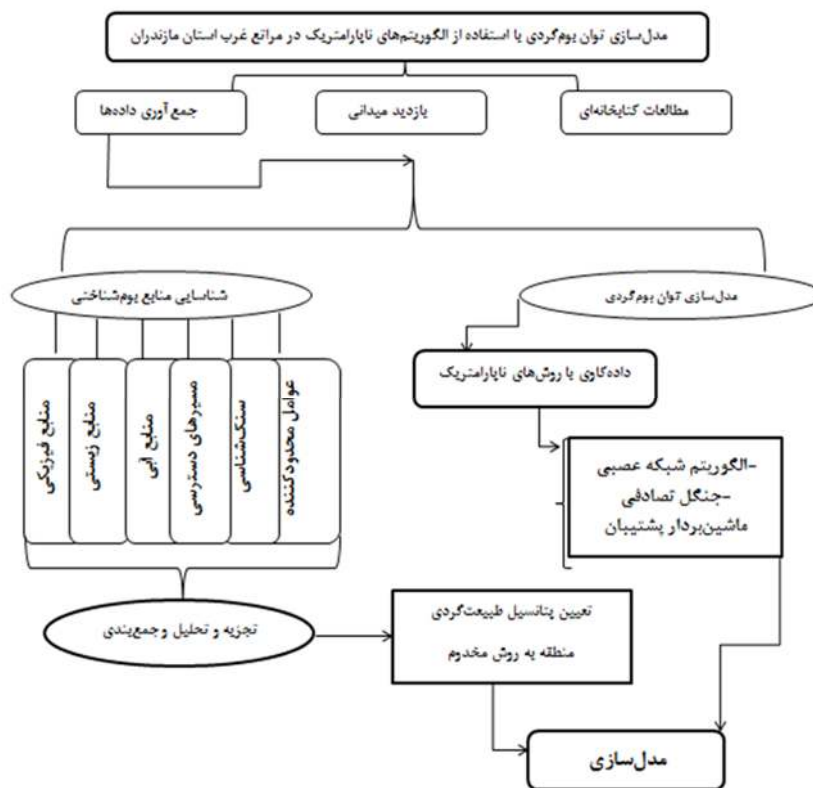 مدل‌سازی توان بوم‌گردی با استفاده از الگوریتم‌های ناپارامتریک در مراتع غرب استان مازندران
مطالعات کتابخانه‌ای
بازدید میدانی
جمع آوری داده‌ها
شناسایی منابع بوم‌شناختی
مدل‌سازی توان بوم‌گردی
داده‌کاوی با روش‌های ناپارامتریک
عوامل محدودکننده
سنگ‌شناسی
مسیرهای دسترسی
منابع آبی
منابع زیستی
منابع فیزیکی
-الگوریتم شبکه عصبی
-جنگل تصادفی
ماشین‌بردار پشتیبان
تجزیه و تحلیل و جمع‌بندی
تعیین پتانسیل طبیعت‌گردی
منطقه به روش مخدوم
مدل‌سازی